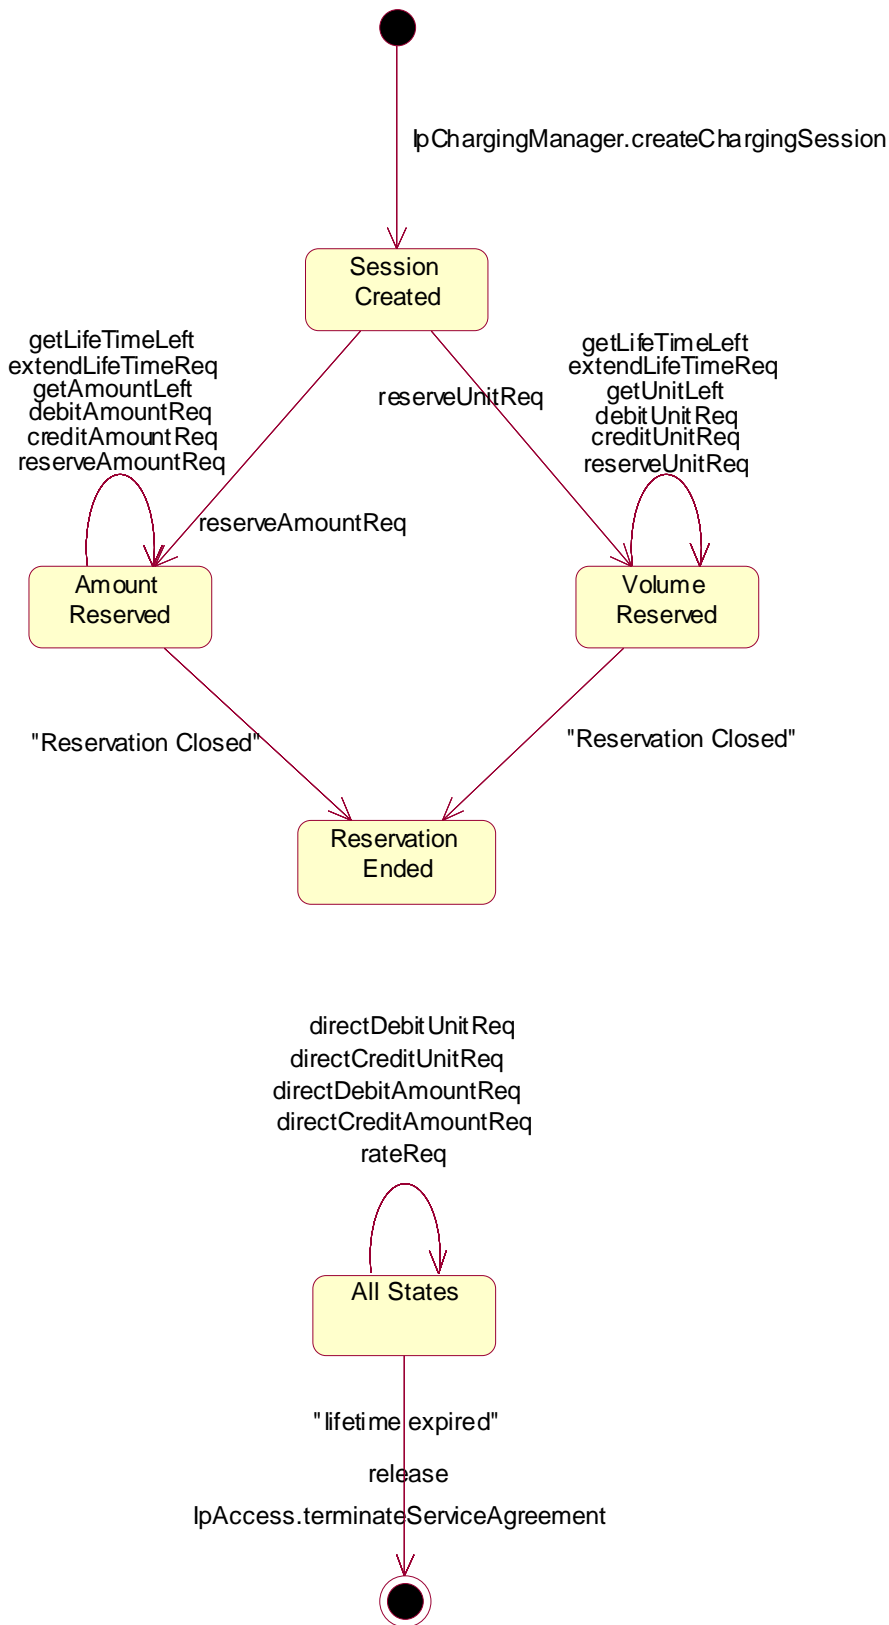 IpChargingManager.createChargingSession
Session
Created
getLifeTimeLeft
extendLifeTimeReq
getAmountLeft
debitAmountReq
creditAmountReq
reserveAmountReq
reserveUnitReq
getLifeTimeLeft
extendLifeTimeReq
getUnitLeft
debitUnitReq
creditUnitReq
reserveUnitReq
reserveAmountReq
Amount
Reserved
Volume
Reserved
"Reservation Closed"
"Reservation Closed"
Reservation
Ended
directDebitUnitReq
directCreditUnitReq
directDebitAmountReq
directCreditAmountReq
rateReq
All States
"lifetime expired"
release
IpAccess.terminateServiceAgreement